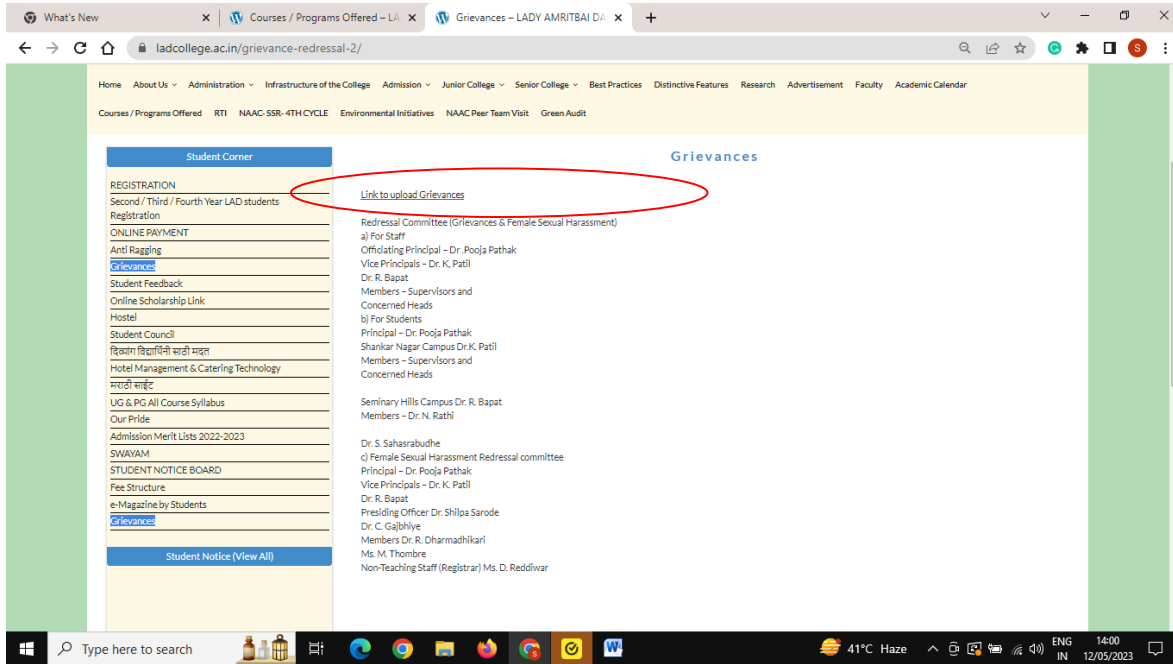 What's New
Courses / Programs Offered – LA
Grievances – LADY AMRITBAI DA
ladcollege.ac.in/grievance-redressal-2/
S
Home About Us Administration Infrastructure of the College Admission Junior College Senior College Best Practices Distinctive Features Research Advertisement Faculty Academic Calendar
Courses / Programs Offered RTI NAAC- SSR- 4TH CYCLE Environmental Initiatives NAAC Peer Team Visit Green Audit
Student Corner
REGISTRATION
Second / Third / Fourth Year LAD students
Registration
ONLINE PAYMENT
Anti Ragging
Grievances
Student Feedback
Online Scholarship Link
Hostel
Student Council
दिव्यांग विद्यार्थिनी साठी मदत
Hotel Management & Catering Technology
मराठी साईट
UG & PG All Course Syllabus
Our Pride
Admission Merit Lists 2022-2023
SWAYAM
STUDENT NOTICE BOARD
Fee Structure
e-Magazine by Students
Grievances
Student Notice (View All)
Grievances
Link to upload Grievances
Redressal Committee (Grievances & Female Sexual Harassment)
a) For Staff
Officiating Principal – Dr .Pooja Pathak
Vice Principals – Dr. K, Patil
Dr. R. Bapat
Members – Supervisors and
Concerned Heads
b) For Students
Principal – Dr. Pooja Pathak
Shankar Nagar Campus Dr.K. Patil
Members – Supervisors and
Concerned Heads
Seminary Hills Campus Dr. R. Bapat
Members – Dr. N. Rathi
Dr. S. Sahasrabudhe
c) Female Sexual Harassment Redressal committee
Principal – Dr. Pooja Pathak
Vice Principals – Dr. K. Patil
Dr. R. Bapat
Presiding Officer Dr. Shilpa Sarode
Dr. C. Gajbhiye
Members Dr. R. Dharmadhikari
Ms. M. Thombre
Non-Teaching Staff (Registrar) Ms. D. Reddiwar
Type here to search
41°C Haze
ENG
IN
14:00
12/05/2023